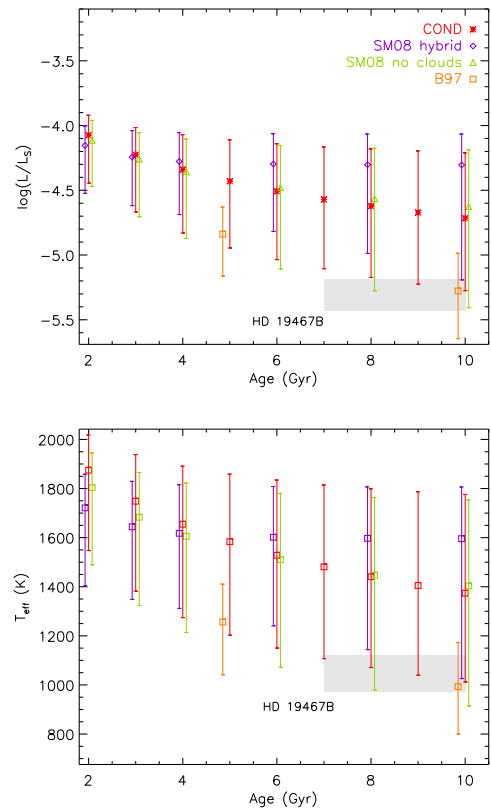 COND
SM08 hybrid
SM08 no clouds
B97
-3.5
-4.0
-4.5
-5.0
-5.5
log(L/L_S)
HD 19467B
2 4 6 8 10
Age (Gyr)
2000
1800
1600
1400
1200
1000
800
T_eff (K)
HD 19467B
2 4 6 8 10
Age (Gyr)